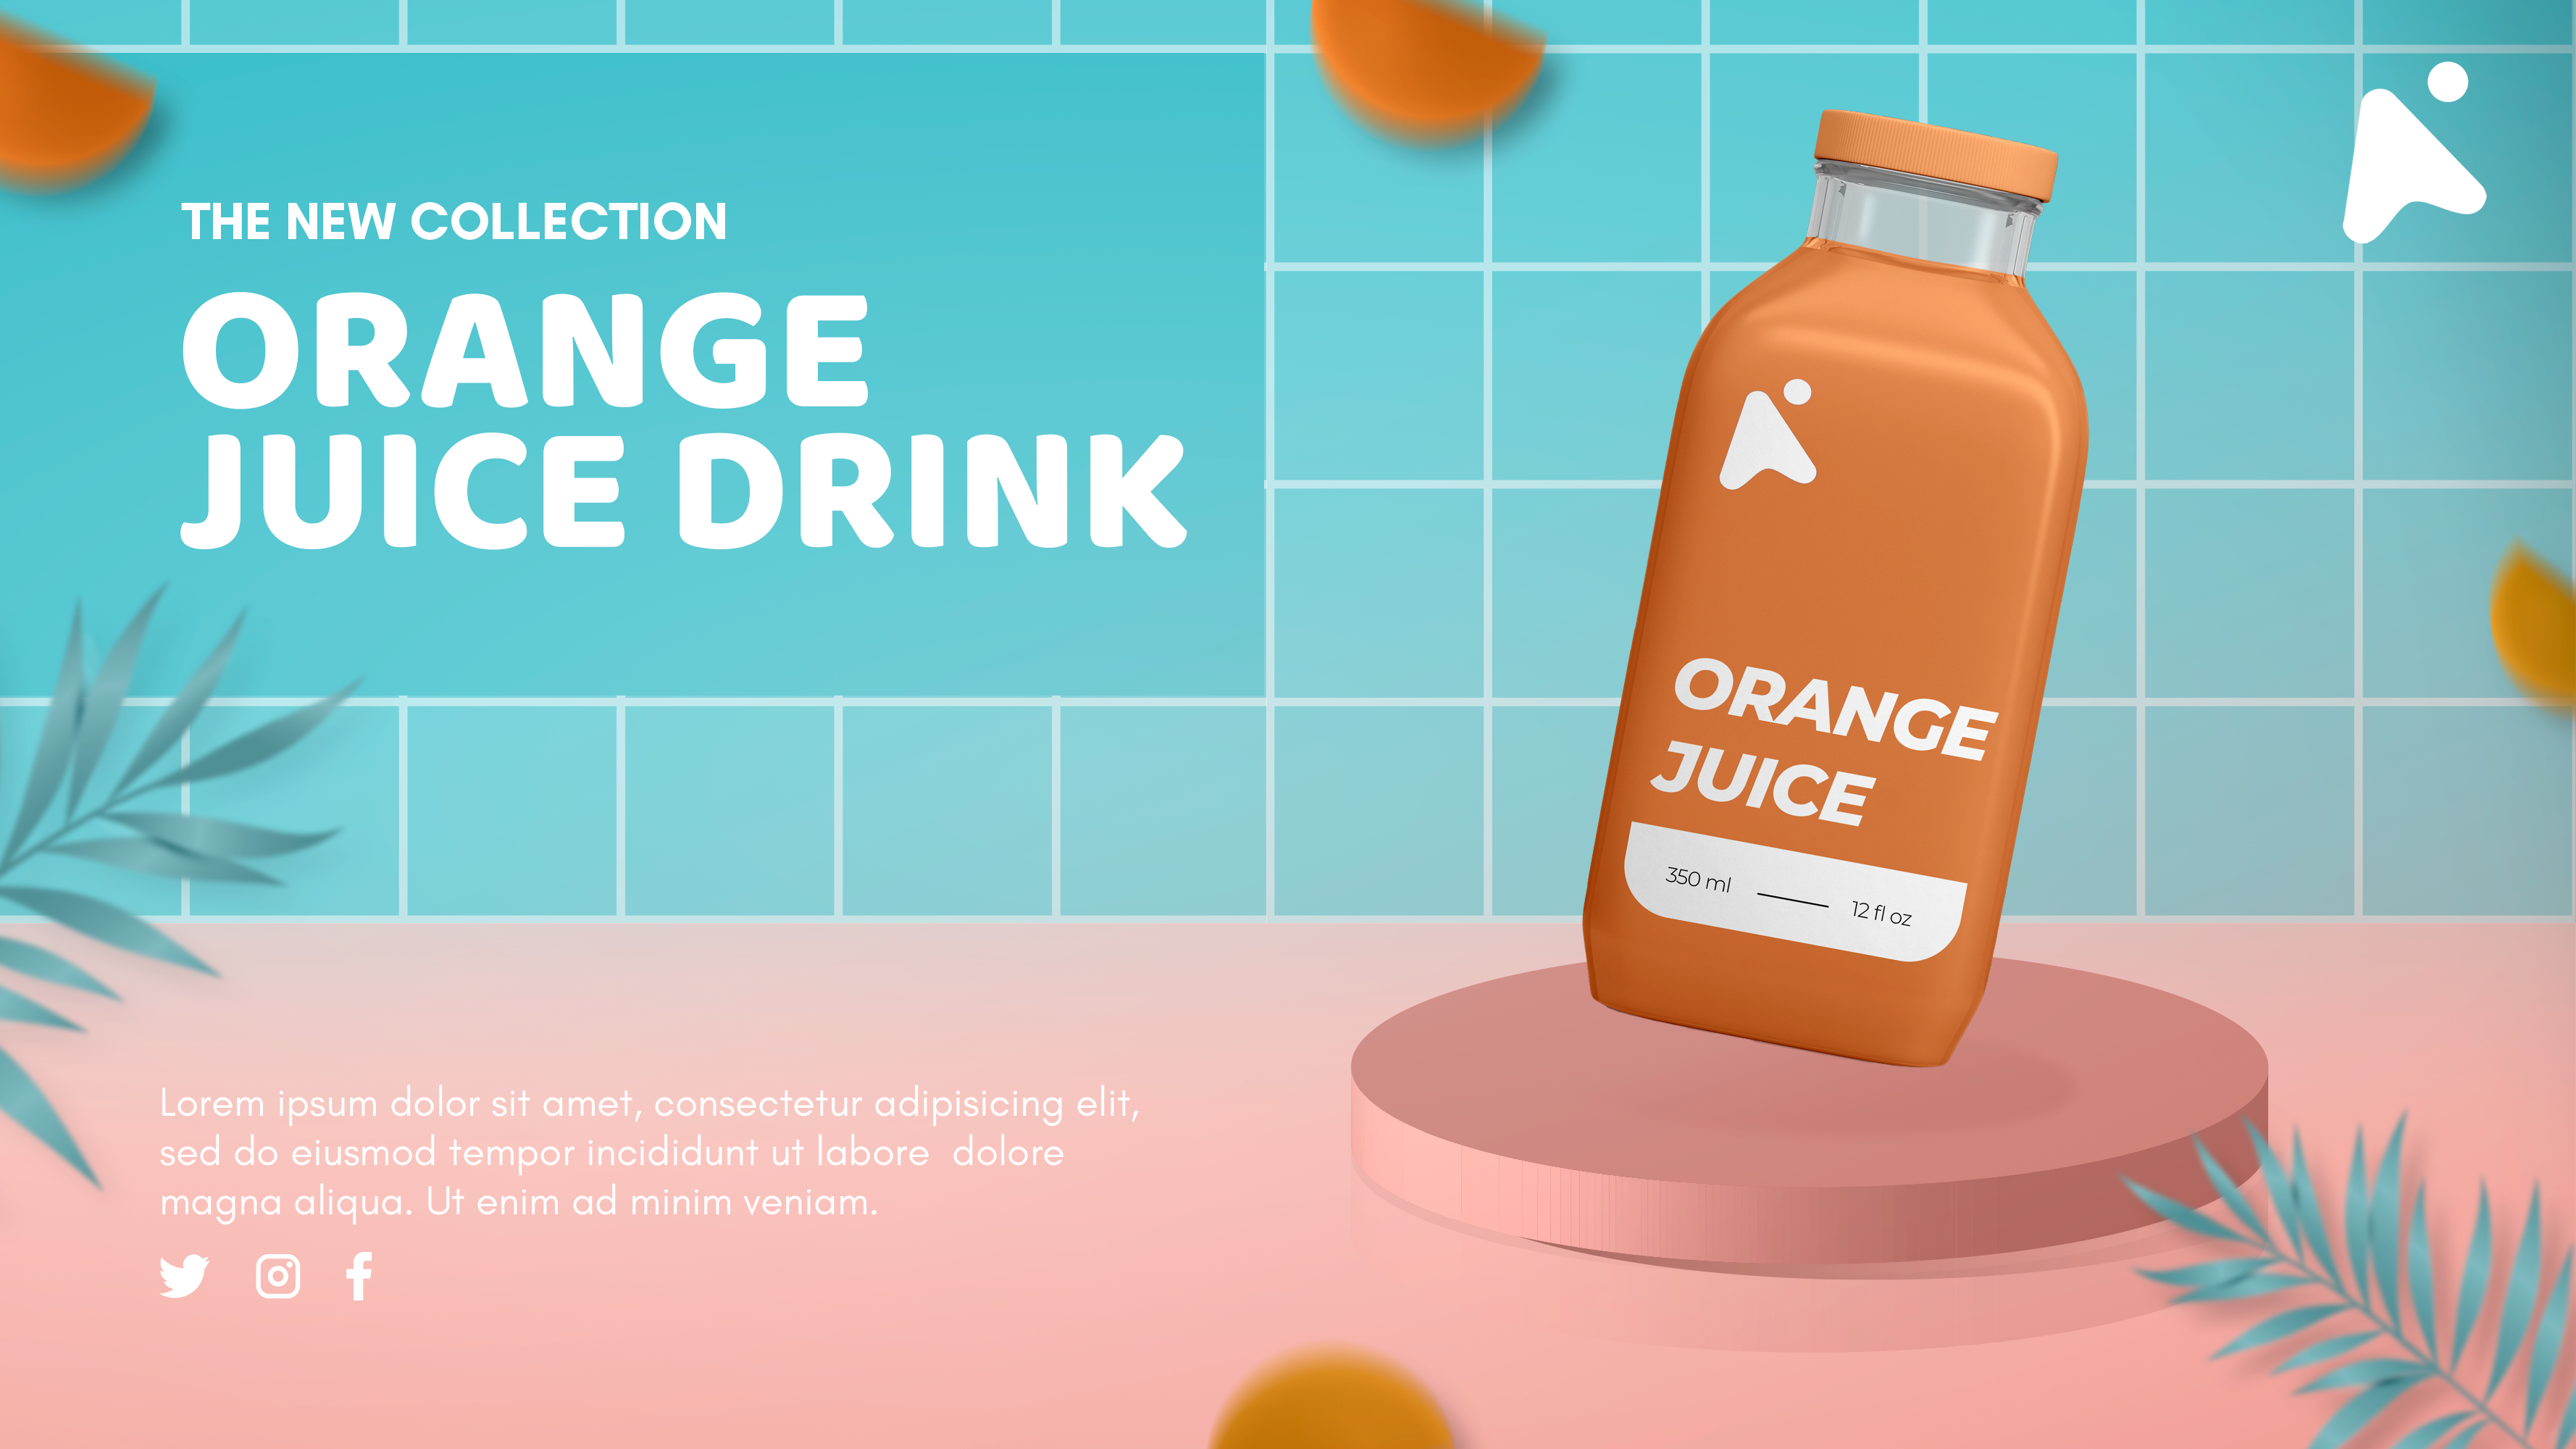 THE NEW COLLECTION
ORANGE
JUICE DRINK
ORANGE
JUICE
350 ml
12 fl oz
Lorem ipsum dolor sit amet, consectetur adipisicing elit,
sed do eiusmod tempor incididunt ut labore  dolore
magna aliqua. Ut enim ad minim veniam.